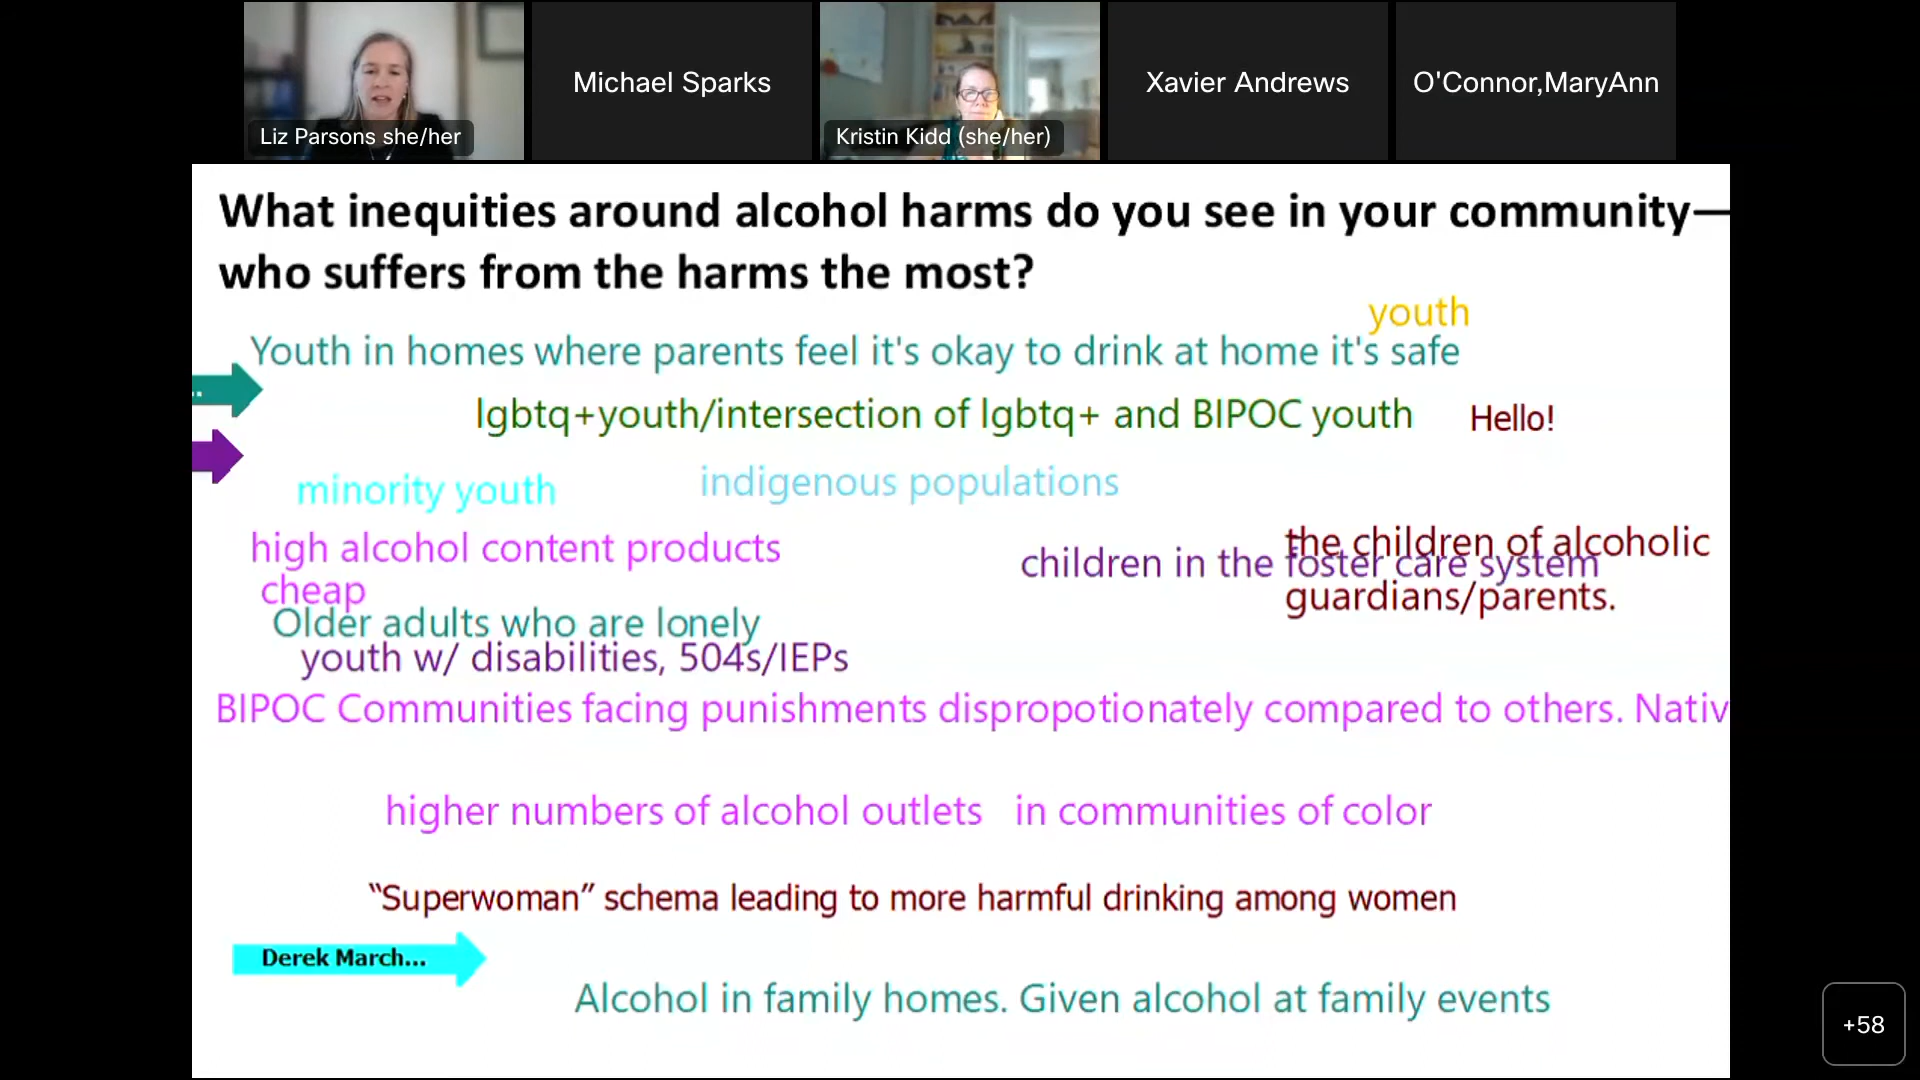 Liz Parsons she/her
Michael Sparks
Kristin Kidd (she/her)
Xavier Andrews
O'Connor,MaryAnn
What inequities around alcohol harms do you see in your community—
who suffers from the harms the most?
youth
Youth in homes where parents feel it's okay to drink at home it's safe
..
lgbtq+youth/intersection of lgbtq+ and BIPOC youth
Hello!
minority youth
indigenous populations
high alcohol content products
cheap
children in the foster care system
the children of alcoholic
guardians/parents.
Older adults who are lonely
youth w/ disabilities, 504s/IEPs
BIPOC Communities facing punishments dispropotionately compared to others. Nativ
higher numbers of alcohol outlets in communities of color
“Superwoman” schema leading to more harmful drinking among women
Derek March...
Alcohol in family homes. Given alcohol at family events
+58